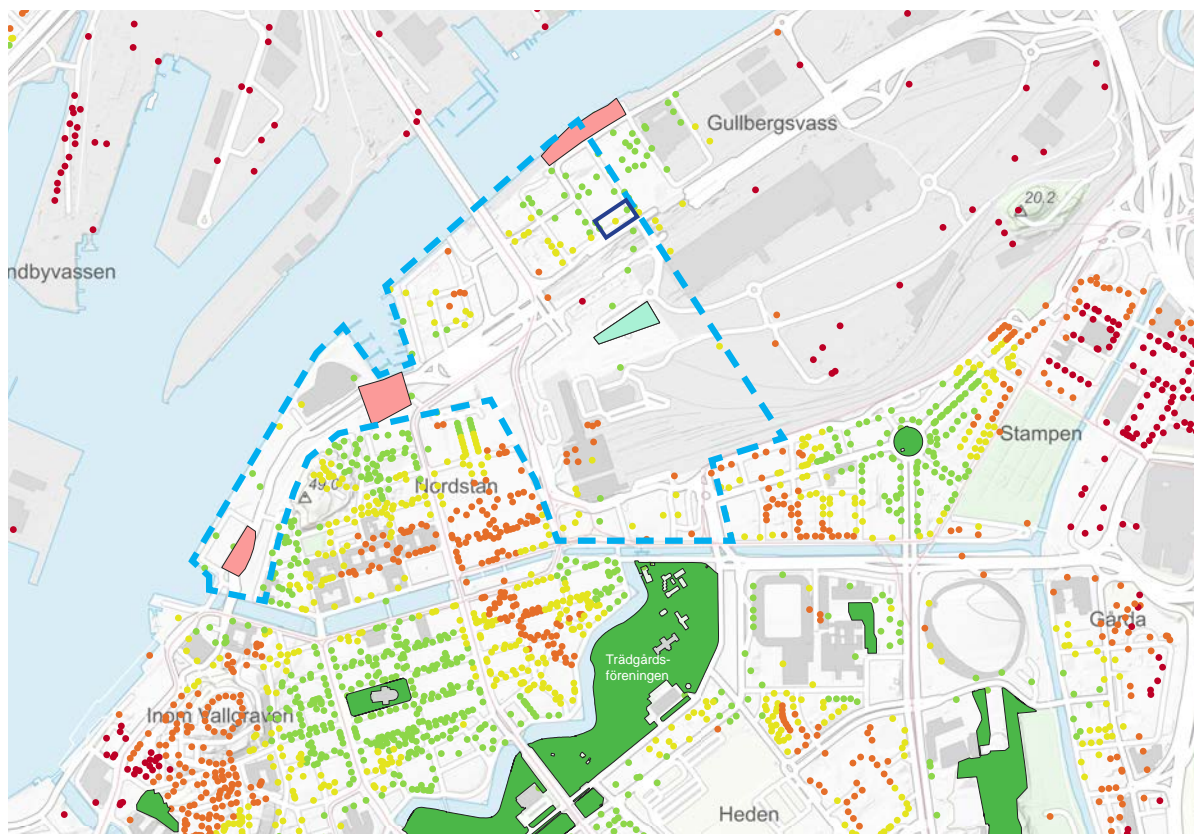 Gullbergsvass
20,2
ndbyvassen
Stampen
49,0
Nordstan
Gårda
Trädgårds-
föreningen
Inom Vallgraven
Heden